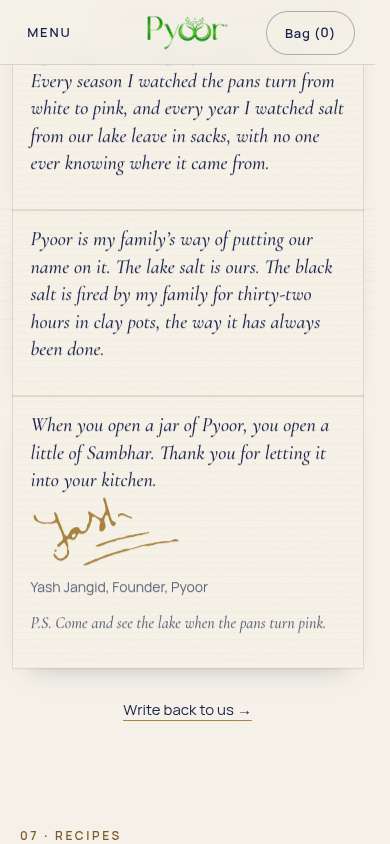 MENU
Pyoor
Bag (0)
Every season I watched the pans turn from
white to pink, and every year I watched salt
from our lake leave in sacks, with no one
ever knowing where it came from.
Pyoor is my family’s way of putting our
name on it. The lake salt is ours. The black
salt is fired by my family for thirty-two
hours in clay pots, the way it has always
been done.
When you open a jar of Pyoor, you open a
little of Sambhar. Thank you for letting it
into your kitchen.
Yash
Yash Jangid, Founder, Pyoor
P.S. Come and see the lake when the pans turn pink.
Write back to us →
07 · RECIPES